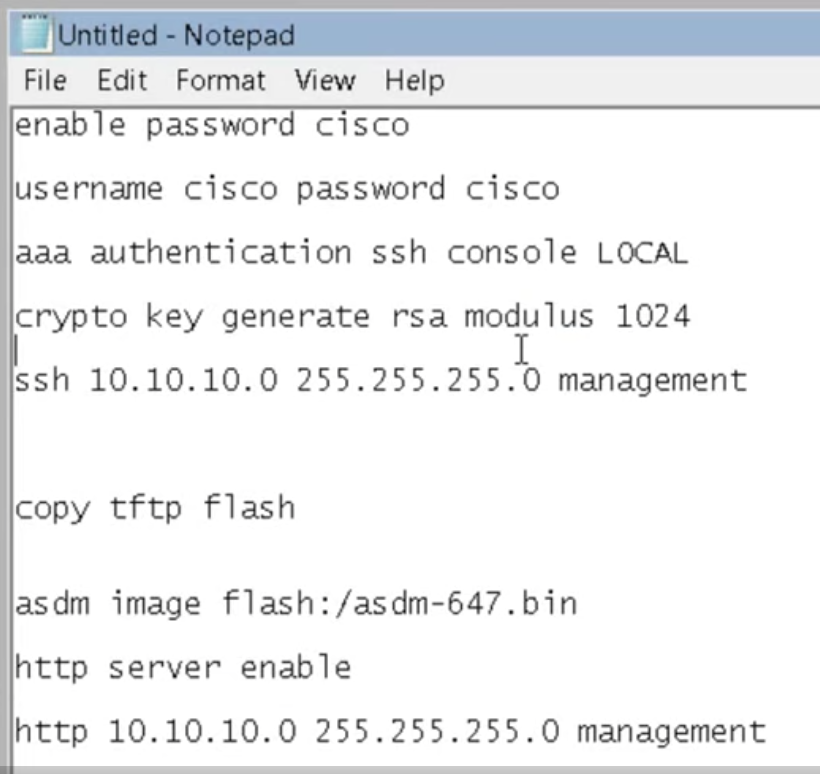 Untitled - Notepad
File Edit Format View Help
enable password cisco
username cisco password cisco
aaa authentication ssh console LOCAL
crypto key generate rsa modulus 1024
ssh 10.10.10.0 255.255.255.0 management
copy tftp flash
asdm image flash:/asdm-647.bin
http server enable
http 10.10.10.0 255.255.255.0 management